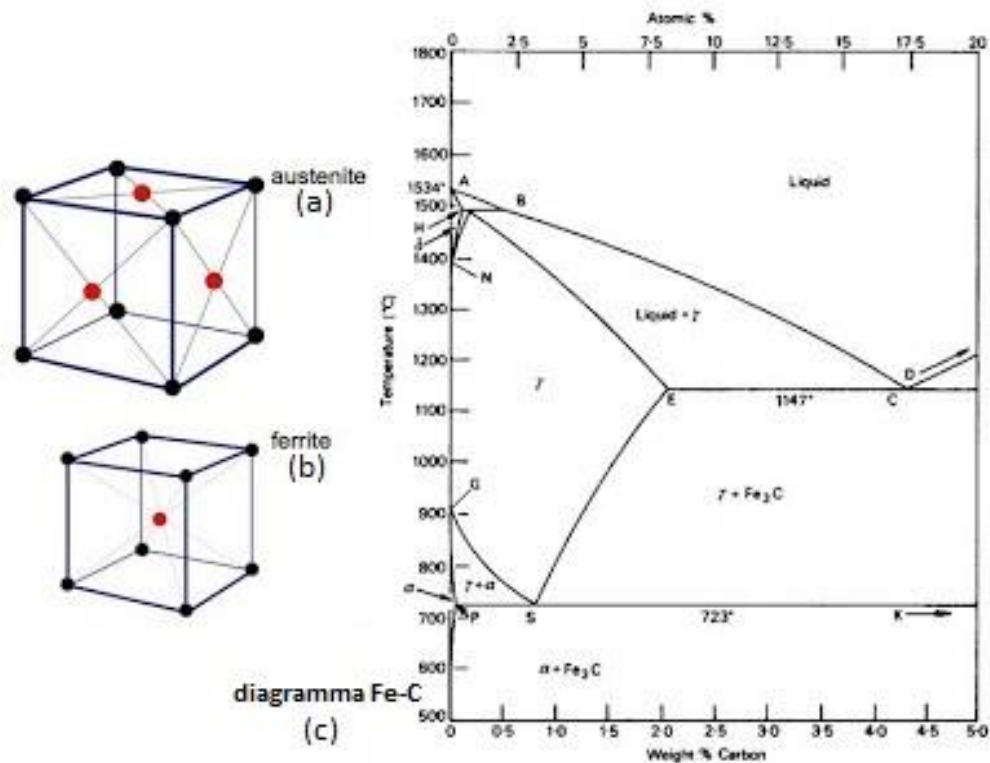 austenite
(a)
ferrite
(b)
diagramma Fe-C
(c)
Atomic %
0 2·5 5 7·5 10 12·5 15 17·5 20
1800
1700
1600
1534°
1500
1400
1300
1200
1100
1000
900
800
700
600
500
Temperature (°C)
A
B
H
N
Liquid
Liquid + γ
D
E
1147°
C
γ
G
γ + Fe3C
α
γ+α
P
S
723°
K
α + Fe3C
0 0·5 1·0 1·5 2·0 2·5 3·0 3·5 4·0 4·5 5·0
Weight % Carbon